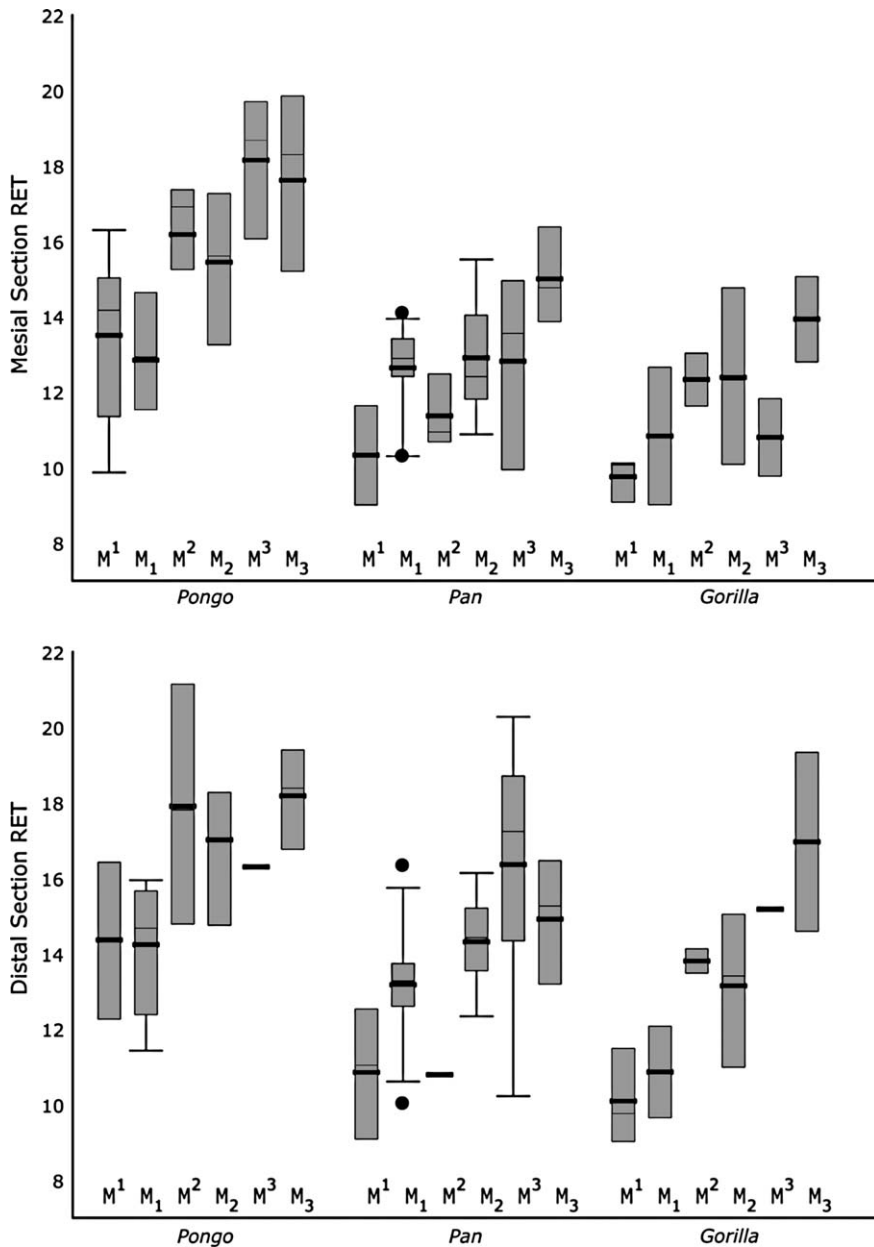 Mesial Section RET
22
20
18
16
14
12
10
8
M¹ M₁ M² M₂ M³ M₃ M¹ M₁ M² M₂ M³ M₃ M¹ M₁ M² M₂ M³ M₃
Pongo Pan Gorilla
Distal Section RET
22
20
18
16
14
12
10
8
M¹ M₁ M² M₂ M³ M₃ M¹ M₁ M² M₂ M³ M₃ M¹ M₁ M² M₂ M³ M₃
Pongo Pan Gorilla